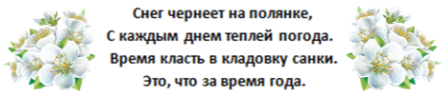 Снег чернеет на полянке,
С каждым днем теплей погода.
Время класть в кладовку санки.
Это, что за время года.